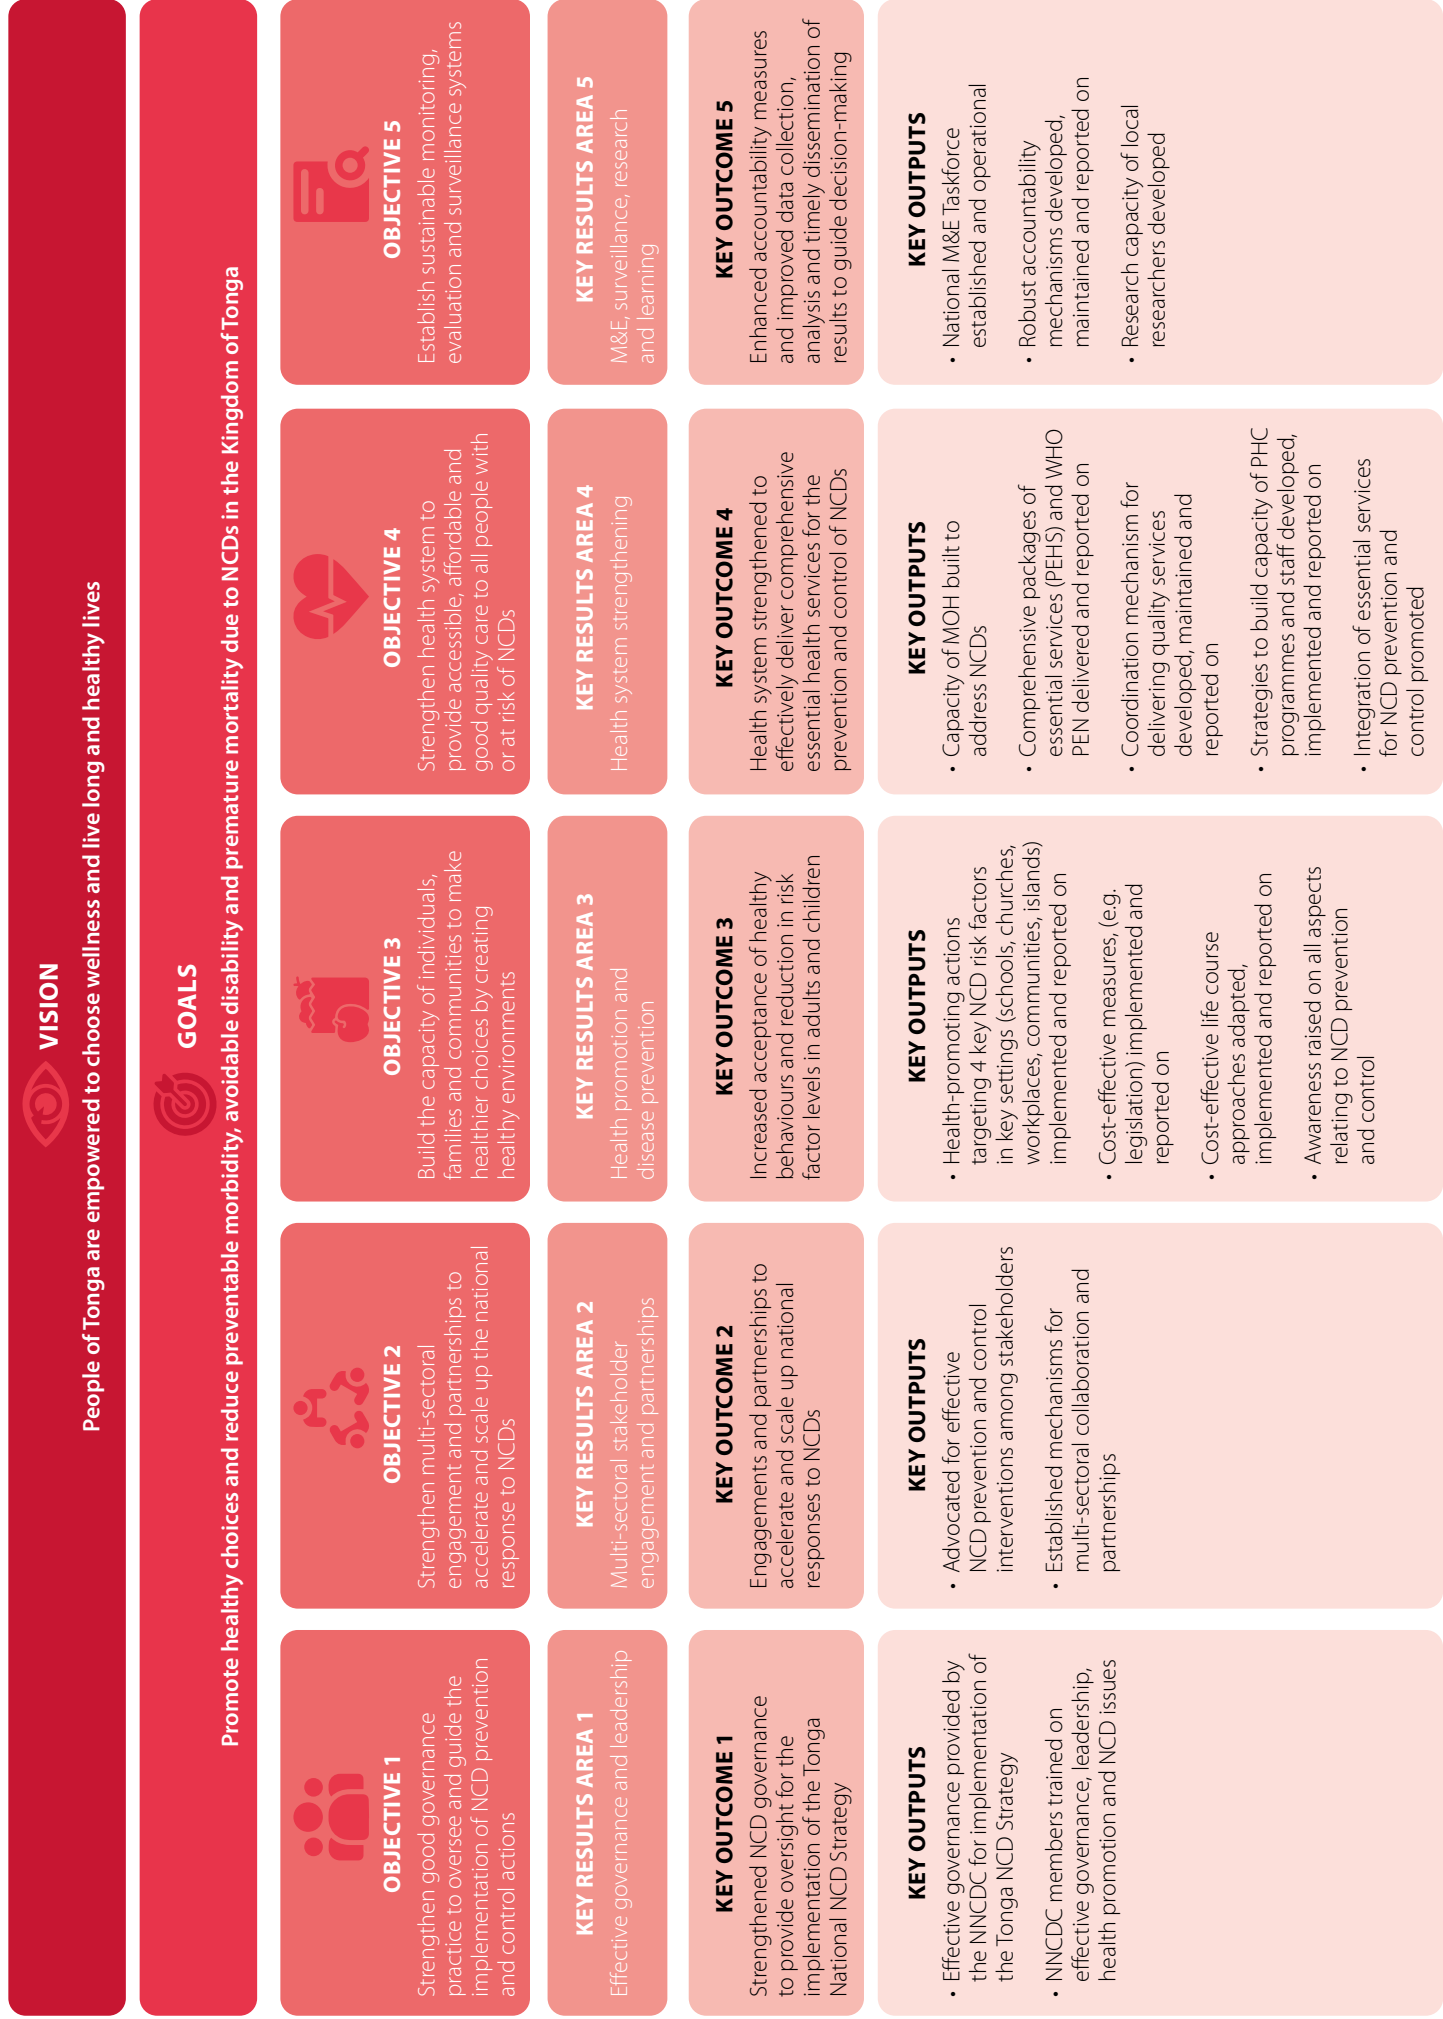 VISION
People of Tonga are empowered to choose wellness and live long and healthy lives
GOALS
Promote healthy choices and reduce preventable morbidity, avoidable disability and premature mortality due to NCDs in the Kingdom of Tonga
OBJECTIVE 1
Strengthen good governance
practice to oversee and guide the
implementation of NCD prevention
and control actions
KEY RESULTS AREA 1
Effective governance and leadership
KEY OUTCOME 1
Strengthened NCD governance
to provide oversight for the
implementation of the Tonga
National NCD Strategy
KEY OUTPUTS
• Effective governance provided by
the NNCDC for implementation of
the Tonga NCD Strategy
• NNCDC members trained on
effective governance, leadership,
health promotion and NCD issues
OBJECTIVE 2
Strengthen multi-sectoral
engagement and partnerships to
accelerate and scale up the national
response to NCDs
KEY RESULTS AREA 2
Multi-sectoral stakeholder
engagement and partnerships
KEY OUTCOME 2
Engagements and partnerships to
accelerate and scale up national
responses to NCDs
KEY OUTPUTS
• Advocated for effective
NCD prevention and control
interventions among stakeholders
• Established mechanisms for
multi-sectoral collaboration and
partnerships
OBJECTIVE 3
Build the capacity of individuals,
families and communities to make
healthier choices by creating
healthy environments
KEY RESULTS AREA 3
Health promotion and
disease prevention
KEY OUTCOME 3
Increased acceptance of healthy
behaviours and reduction in risk
factor levels in adults and children
KEY OUTPUTS
• Health-promoting actions
targeting 4 key NCD risk factors
in key settings (schools, churches,
workplaces, communities, islands)
implemented and reported on
• Cost-effective measures, (e.g.
legislation) implemented and
reported on
• Cost-effective life course
approaches adapted,
implemented and reported on
• Awareness raised on all aspects
relating to NCD prevention
and control
OBJECTIVE 4
Strengthen health system to
provide accessible, affordable and
good quality care to all people with
or at risk of NCDs
KEY RESULTS AREA 4
Health system strengthening
KEY OUTCOME 4
Health system strengthened to
effectively deliver comprehensive
essential health services for the
prevention and control of NCDs
KEY OUTPUTS
• Capacity of MOH built to
address NCDs
• Comprehensive packages of
essential services (PEHS) and WHO
PEN delivered and reported on
• Coordination mechanism for
delivering quality services
developed, maintained and
reported on
• Strategies to build capacity of PHC
programmes and staff developed,
implemented and reported on
• Integration of essential services
for NCD prevention and
control promoted
OBJECTIVE 5
Establish sustainable monitoring,
evaluation and surveillance systems
KEY RESULTS AREA 5
M&E, surveillance, research
and learning
KEY OUTCOME 5
Enhanced accountability measures
and improved data collection,
analysis and timely dissemination of
results to guide decision-making
KEY OUTPUTS
• National M&E Taskforce
established and operational
• Robust accountability
mechanisms developed,
maintained and reported on
• Research capacity of local
researchers developed